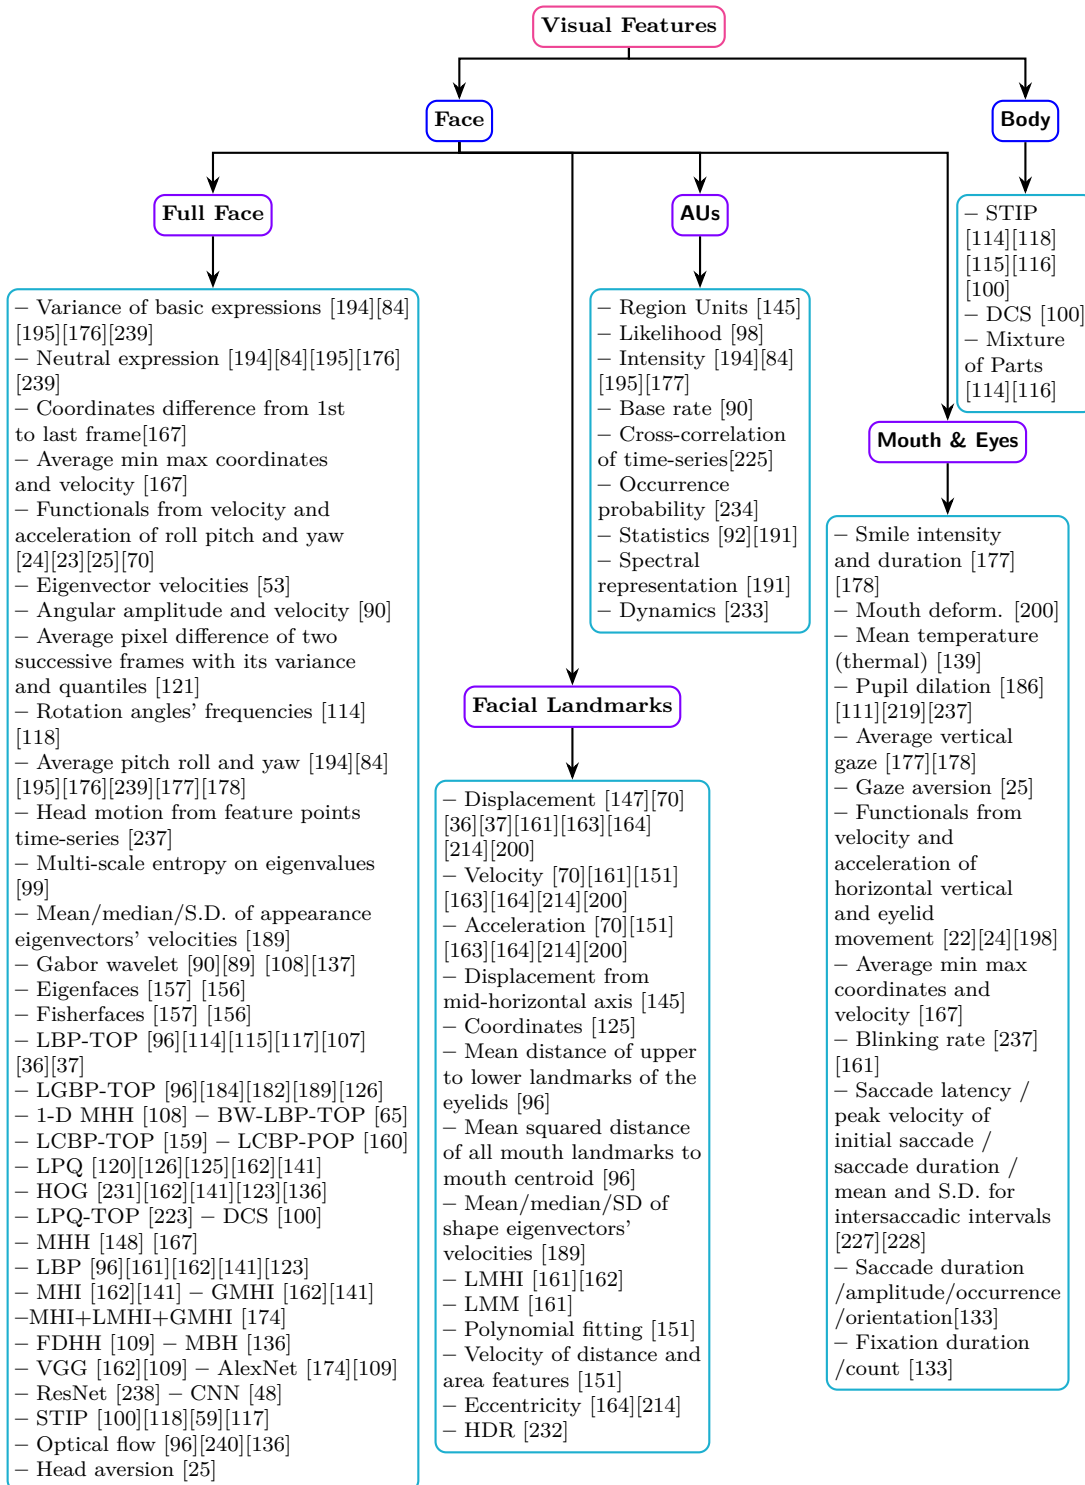 Visual Features
Face
Body
Full Face
AUs
– STIP
[114][118]
[115][116]
[100]
– DCS [100]
– Mixture
of Parts
[114][116]
– Variance of basic expressions [194][84]
[195][176][239]
– Neutral expression [194][84][195][176]
[239]
– Coordinates difference from 1st
to last frame[167]
– Average min max coordinates
and velocity [167]
– Functionals from velocity and
acceleration of roll pitch and yaw
[24][23][25][70]
– Eigenvector velocities [53]
– Angular amplitude and velocity [90]
– Average pixel difference of two
successive frames with its variance
and quantiles [121]
– Rotation angles' frequencies [114]
[118]
– Average pitch roll and yaw [194][84]
[195][176][239][177][178]
– Head motion from feature points
time-series [237]
– Multi-scale entropy on eigenvalues
[99]
– Mean/median/S.D. of appearance
eigenvectors' velocities [189]
– Gabor wavelet [90][89] [108][137]
– Eigenfaces [157] [156]
– Fisherfaces [157] [156]
– LBP-TOP [96][114][115][117][107]
[36][37]
– LGBP-TOP [96][184][182][189][126]
– 1-D MHH [108] – BW-LBP-TOP [65]
– LCBP-TOP [159] – LCBP-POP [160]
– LPQ [120][126][125][162][141]
– HOG [231][162][141][123][136]
– LPQ-TOP [223] – DCS [100]
– MHH [148] [167]
– LBP [96][161][162][141][123]
– MHI [162][141] – GMHI [162][141]
–MHI+LMHI+GMHI [174]
– FDHH [109] – MBH [136]
– VGG [162][109] – AlexNet [174][109]
– ResNet [238] – CNN [48]
– STIP [100][118][59][117]
– Optical flow [96][240][136]
– Head aversion [25]
– Region Units [145]
– Likelihood [98]
– Intensity [194][84]
[195][177]
– Base rate [90]
– Cross-correlation
of time-series[225]
– Occurrence
probability [234]
– Statistics [92][191]
– Spectral
representation [191]
– Dynamics [233]
Mouth & Eyes
– Smile intensity
and duration [177]
[178]
– Mouth deform. [200]
– Mean temperature
(thermal) [139]
– Pupil dilation [186]
[111][219][237]
– Average vertical
gaze [177][178]
– Gaze aversion [25]
– Functionals from
velocity and
acceleration of
horizontal vertical
and eyelid
movement [22][24][198]
– Average min max
coordinates and
velocity [167]
– Blinking rate [237]
[161]
– Saccade latency /
peak velocity of
initial saccade /
saccade duration /
mean and S.D. for
intersaccadic intervals
[227][228]
– Saccade duration
/amplitude/occurrence
/orientation[133]
– Fixation duration
/count [133]
Facial Landmarks
– Displacement [147][70]
[36][37][161][163][164]
[214][200]
– Velocity [70][161][151]
[163][164][214][200]
– Acceleration [70][151]
[163][164][214][200]
– Displacement from
mid-horizontal axis [145]
– Coordinates [125]
– Mean distance of upper
to lower landmarks of the
eyelids [96]
– Mean squared distance
of all mouth landmarks to
mouth centroid [96]
– Mean/median/SD of
shape eigenvectors'
velocities [189]
– LMHI [161][162]
– LMM [161]
– Polynomial fitting [151]
– Velocity of distance and
area features [151]
– Eccentricity [164][214]
– HDR [232]